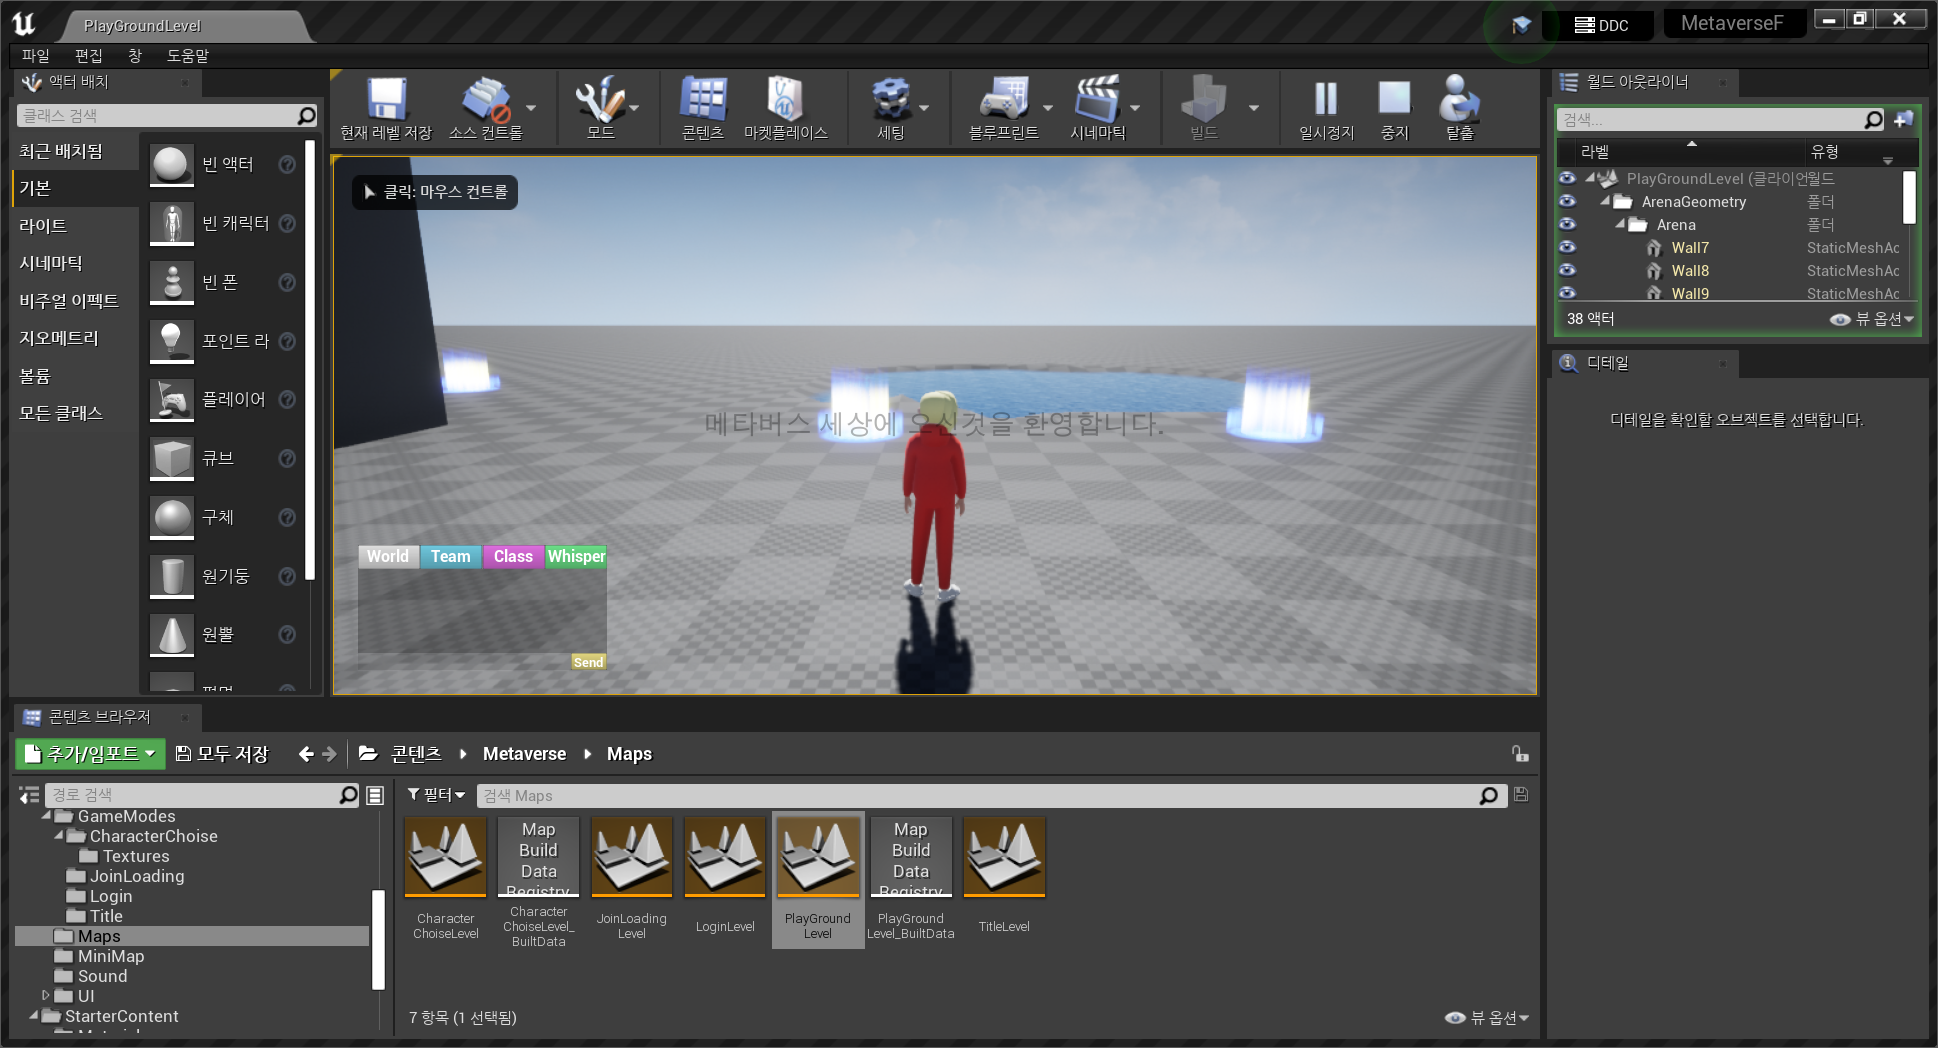 PlayGroundLevel
DDC
MetaverseF
파일 편집 창 도움말
액터 배치
클래스 검색
최근 배치됨
기본
라이트
시네마틱
비주얼 이펙트
지오메트리
볼륨
모든 클래스
빈 액터
빈 캐릭터
빈 폰
포인트 라
플레이어
큐브
구체
원기둥
원뿔
현재 레벨 저장
소스 컨트롤
모드
콘텐츠
마켓플레이스
세팅
블루프린트
시네마틱
빌드
일시정지
중지
탈출
클릭: 마우스 컨트롤
메타버스 세상에 오신것을 환영합니다.
World Team Class Whisper
Send
월드 아웃라이너
검색...
라벨 유형
PlayGroundLevel (클라이언 월드
ArenaGeometry 폴더
Arena 폴더
Wall7 StaticMeshAc
Wall8 StaticMeshAc
Wall9 StaticMeshAc
38 액터
뷰 옵션
디테일
디테일을 확인할 오브젝트를 선택합니다.
콘텐츠 브라우저
추가/임포트
모두 저장
콘텐츠
Metaverse
Maps
경로 검색
GameModes
CharacterChoise
Textures
JoinLoading
Login
Title
Maps
MiniMap
Sound
UI
StarterContent
필터
검색 Maps
Map
Build
Data
Registry
Map
Build
Data
Registry
Character
ChoiseLevel
Character
ChoiseLevel_
BuiltData
JoinLoading
Level
LoginLevel
PlayGround
Level
PlayGround
Level_BuiltData
TitleLevel
7 항목 (1 선택됨)
뷰 옵션